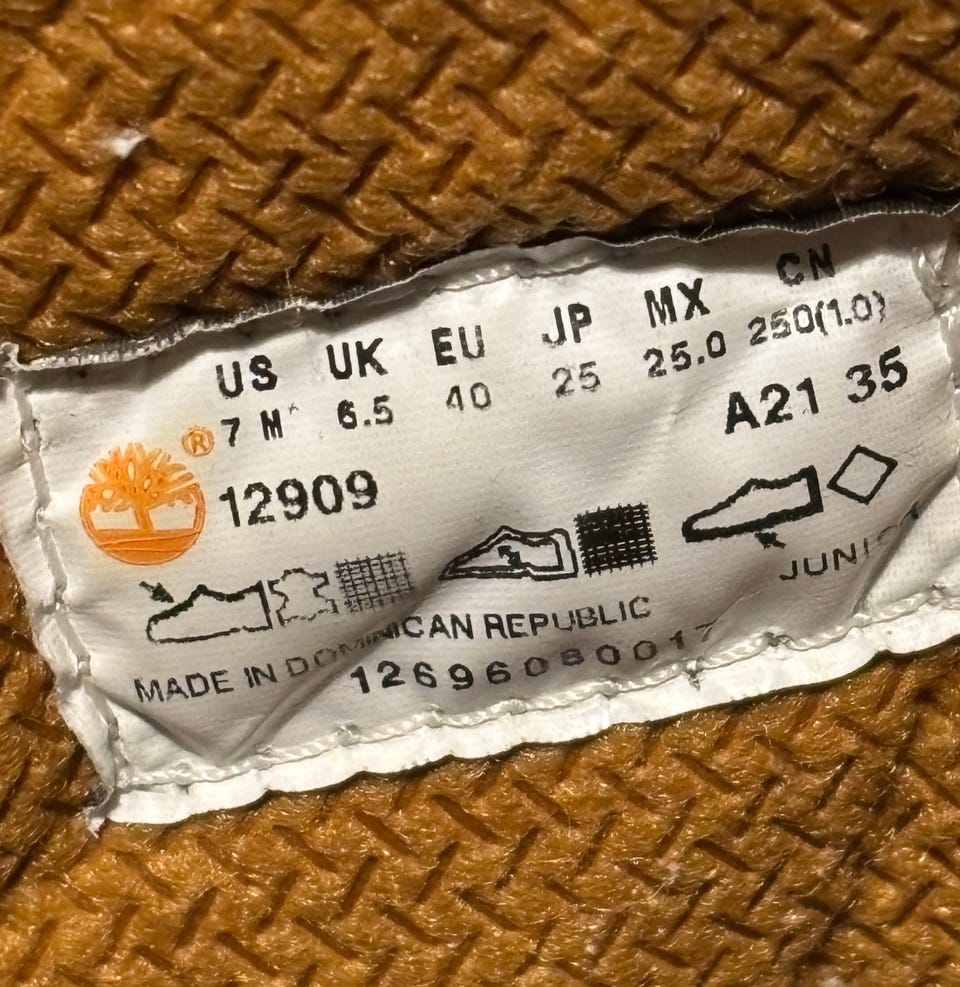 US UK EU JP MX CN
7 M 6.5 40 25 25.0 250(1.0)
A21 35
®
12909
MADE IN DOMINICAN REPUBLIC